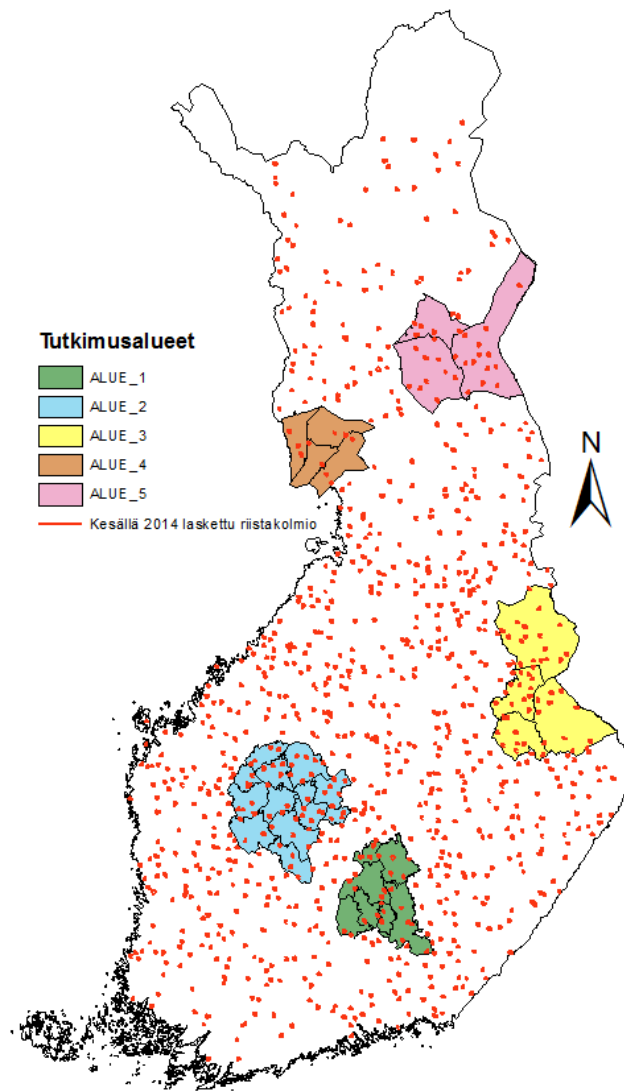 Tutkimusalueet
ALUE_1
ALUE_2
ALUE_3
ALUE_4
ALUE_5
Kesällä 2014 laskettu riistakolmio
N